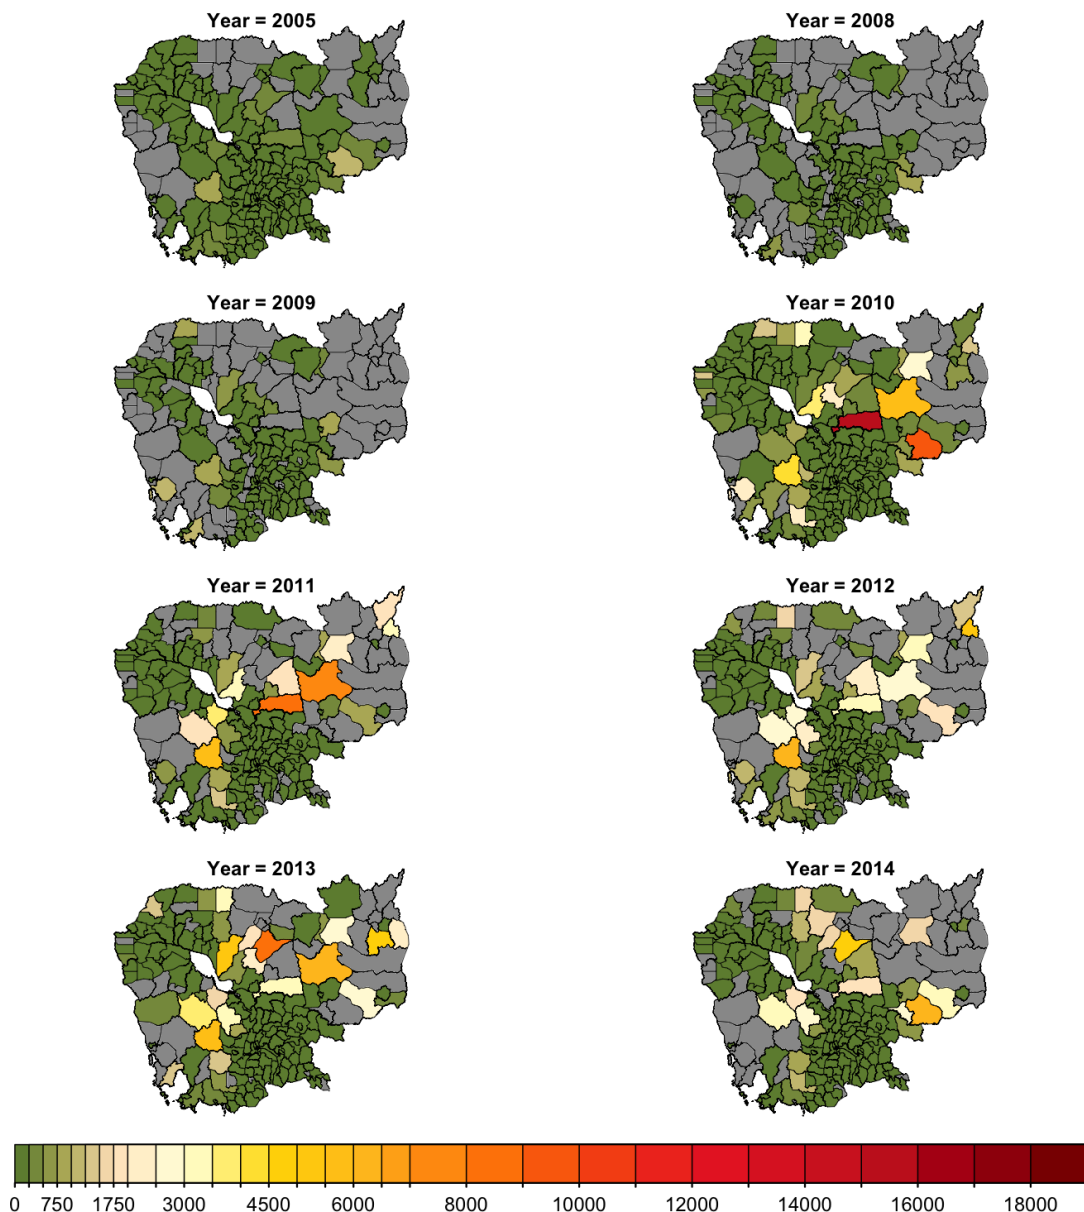 Year = 2005
Year = 2008
Year = 2009
Year = 2010
Year = 2011
Year = 2012
Year = 2013
Year = 2014
0 750 1750 3000 4500 6000 8000 10000 12000 14000 16000 18000